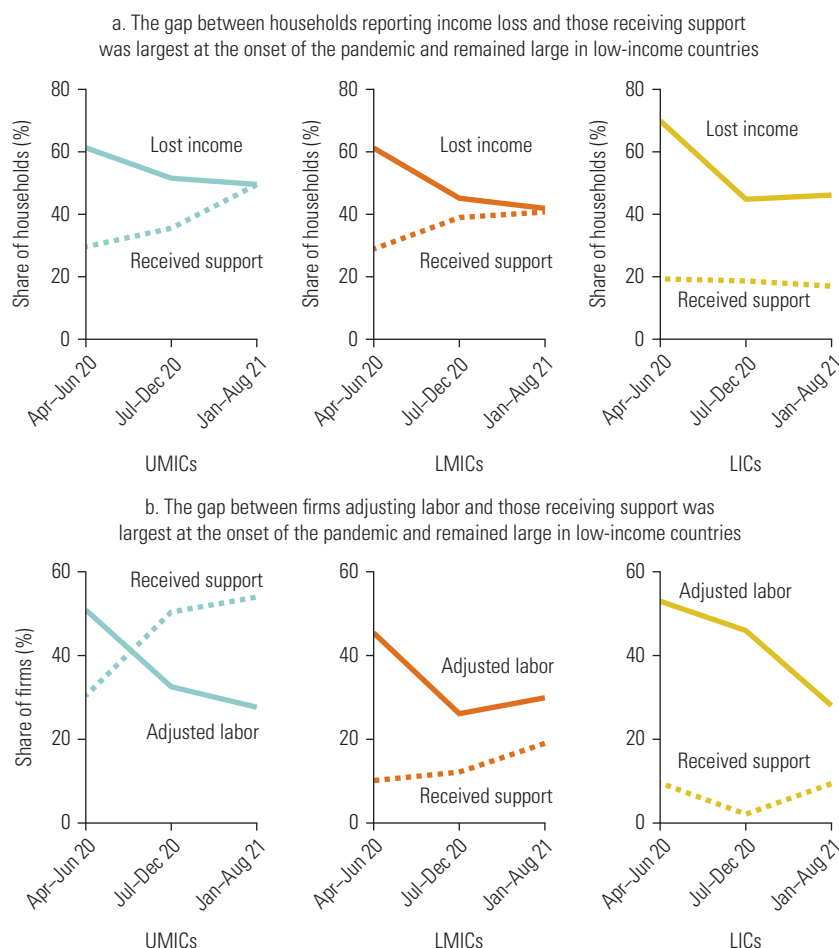 a. The gap between households reporting income loss and those receiving support
was largest at the onset of the pandemic and remained large in low-income countries
Share of households (%)
80
60
40
20
0
Lost income
Received support
Apr–Jun 20
Jul–Dec 20
Jan–Aug 21
UMICs
Share of households (%)
80
60
40
20
0
Lost income
Received support
Apr–Jun 20
Jul–Dec 20
Jan–Aug 21
LMICs
Share of households (%)
80
60
40
20
0
Lost income
Received support
Apr–Jun 20
Jul–Dec 20
Jan–Aug 21
LICs
b. The gap between firms adjusting labor and those receiving support was
largest at the onset of the pandemic and remained large in low-income countries
Share of firms (%)
60
40
20
0
Received support
Adjusted labor
Apr–Jun 20
Jul–Dec 20
Jan–Aug 21
UMICs
60
40
20
0
Adjusted labor
Received support
Apr–Jun 20
Jul–Dec 20
Jan–Aug 21
LMICs
60
40
20
0
Adjusted labor
Received support
Apr–Jun 20
Jul–Dec 20
Jan–Aug 21
LICs